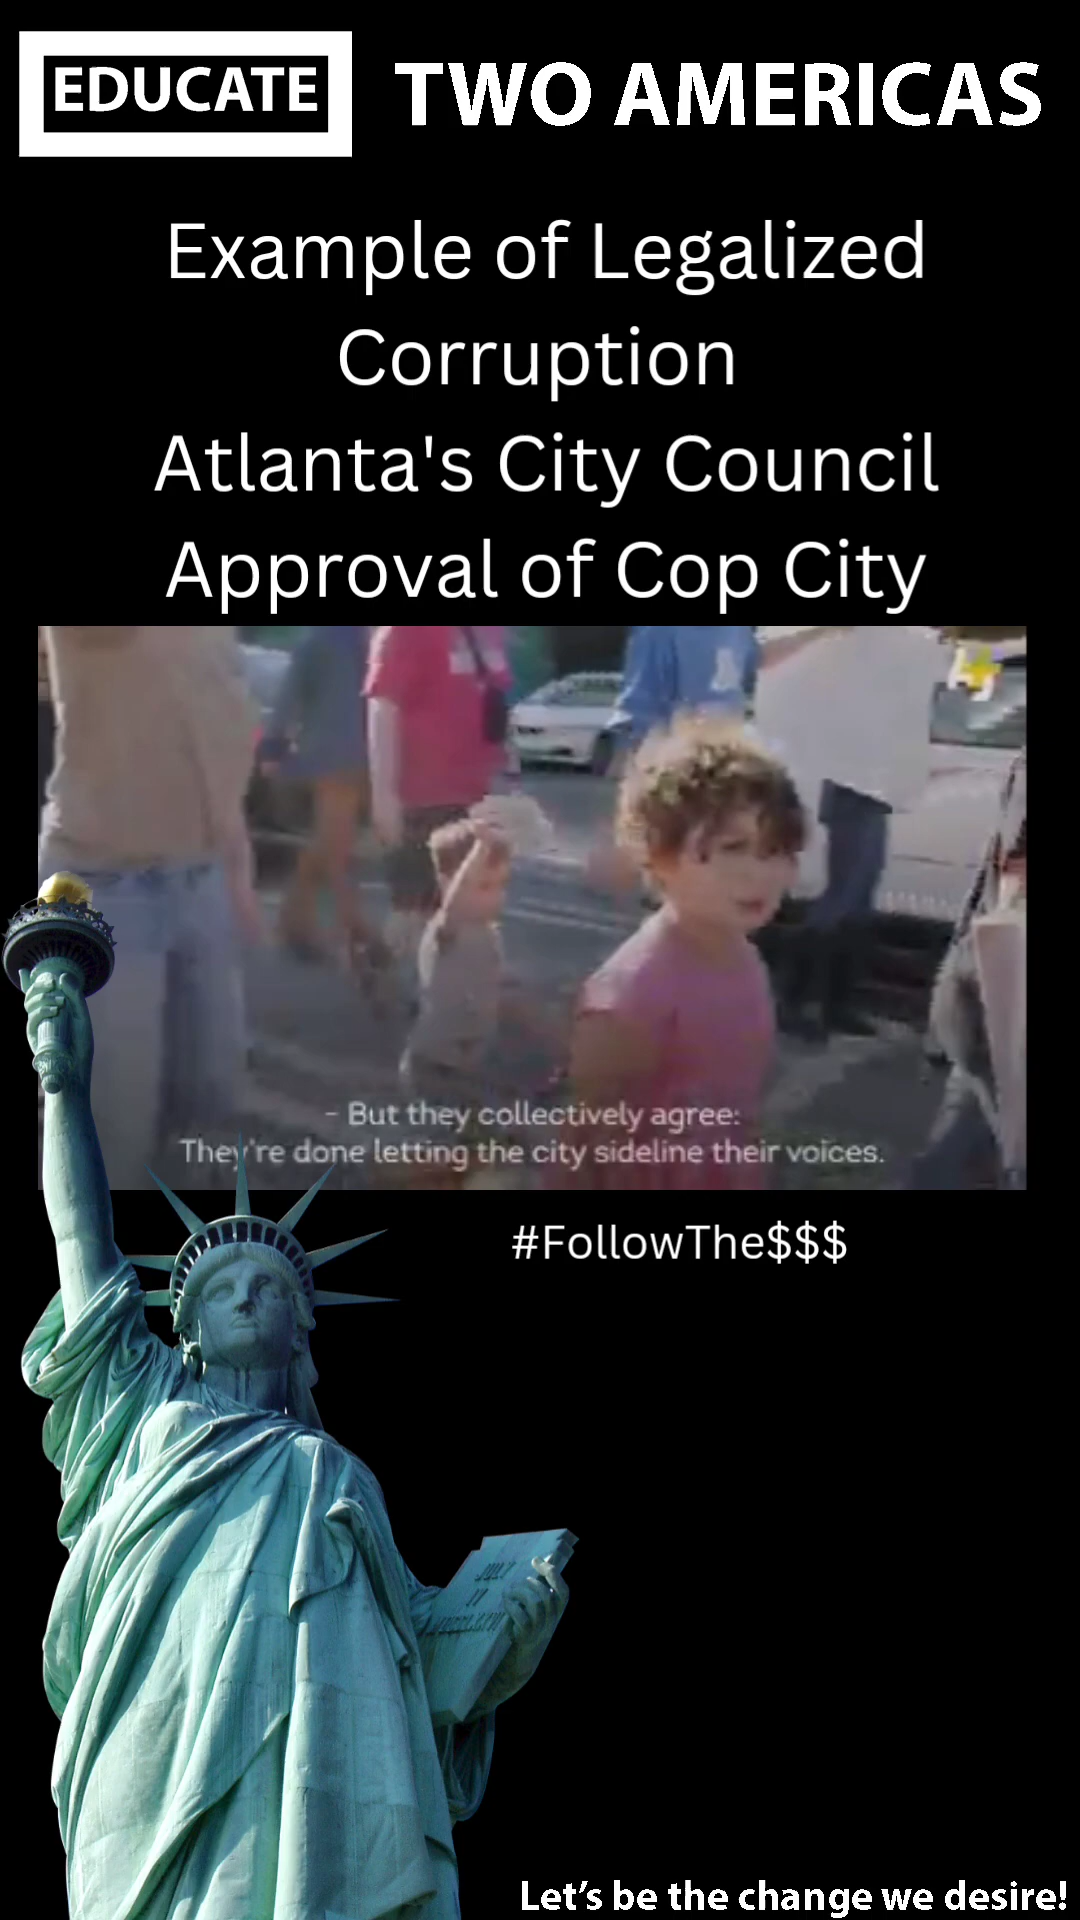 EDUCATE
TWO AMERICAS
Example of Legalized
Corruption
Atlanta's City Council
Approval of Cop City
- But they collectively agree:
They're done letting the city sideline their voices.
#FollowThe$$$
Let's be the change we desire!